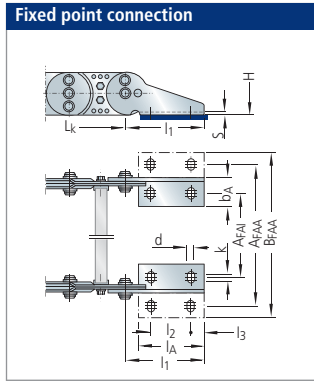 Fixed point connection
H
S
Lk
l1
bA
AFAI
AFAA
BFAA
d
k
l2
l3
lA
l1